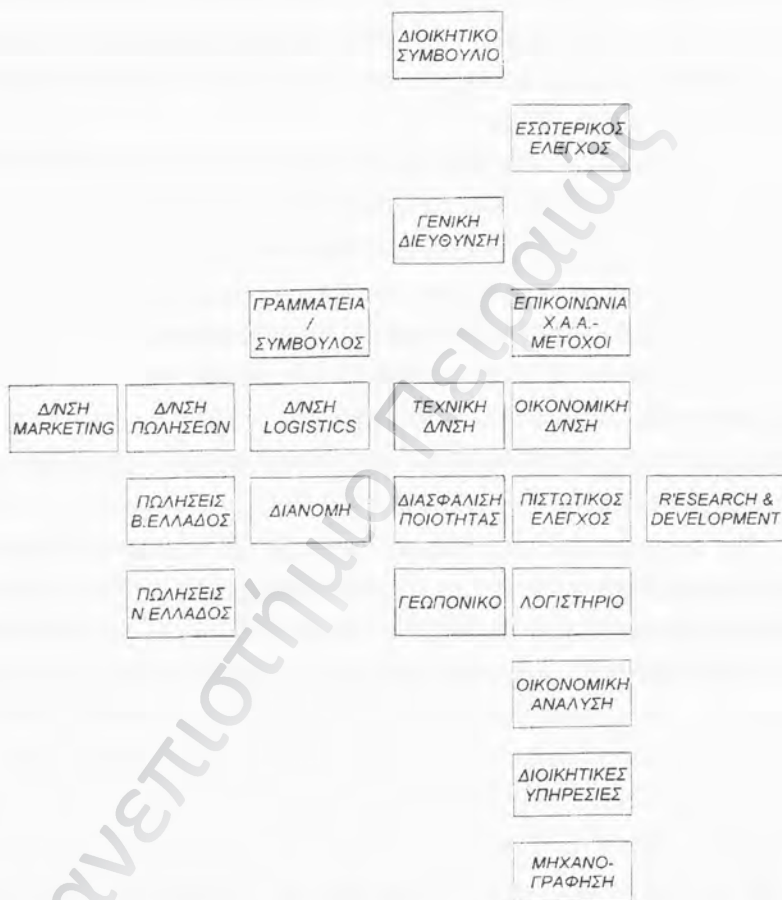 ΔΙΟΙΚΗΤΙΚΟ
ΣΥΜΒΟΥΛΙΟ
ΕΣΩΤΕΡΙΚΟΣ
ΕΛΕΓΧΟΣ
ΓΕΝΙΚΗ
ΔΙΕΥΘΥΝΣΗ
ΓΡΑΜΜΑΤΕΙΑ
/
ΣΥΜΒΟΥΛΟΣ
ΕΠΙΚΟΙΝΩΝΙΑ
Χ.Α.Α.-
ΜΕΤΟΧΟΙ
Δ/ΝΣΗ
MARKETING
Δ/ΝΣΗ
ΠΩΛΗΣΕΩΝ
Δ/ΝΣΗ
LOGISTICS
ΤΕΧΝΙΚΗ
Δ/ΝΣΗ
ΟΙΚΟΝΟΜΙΚΗ
Δ/ΝΣΗ
ΠΩΛΗΣΕΙΣ
Β.ΕΛΛΑΔΟΣ
ΔΙΑΝΟΜΗ
ΔΙΑΣΦΑΛΙΣΗ
ΠΟΙΟΤΗΤΑΣ
ΠΙΣΤΩΤΙΚΟΣ
ΕΛΕΓΧΟΣ
R'ESEARCH &
DEVELOPMENT
ΠΩΛΗΣΕΙΣ
Ν.ΕΛΛΑΔΟΣ
ΓΕΩΠΟΝΙΚΟ
ΛΟΓΙΣΤΗΡΙΟ
ΟΙΚΟΝΟΜΙΚΗ
ΑΝΑΛΥΣΗ
ΔΙΟΙΚΗΤΙΚΕΣ
ΥΠΗΡΕΣΙΕΣ
ΜΗΧΑΝΟ-
ΓΡΑΦΗΣΗ
ανεπιστήμιο Πειραιώς